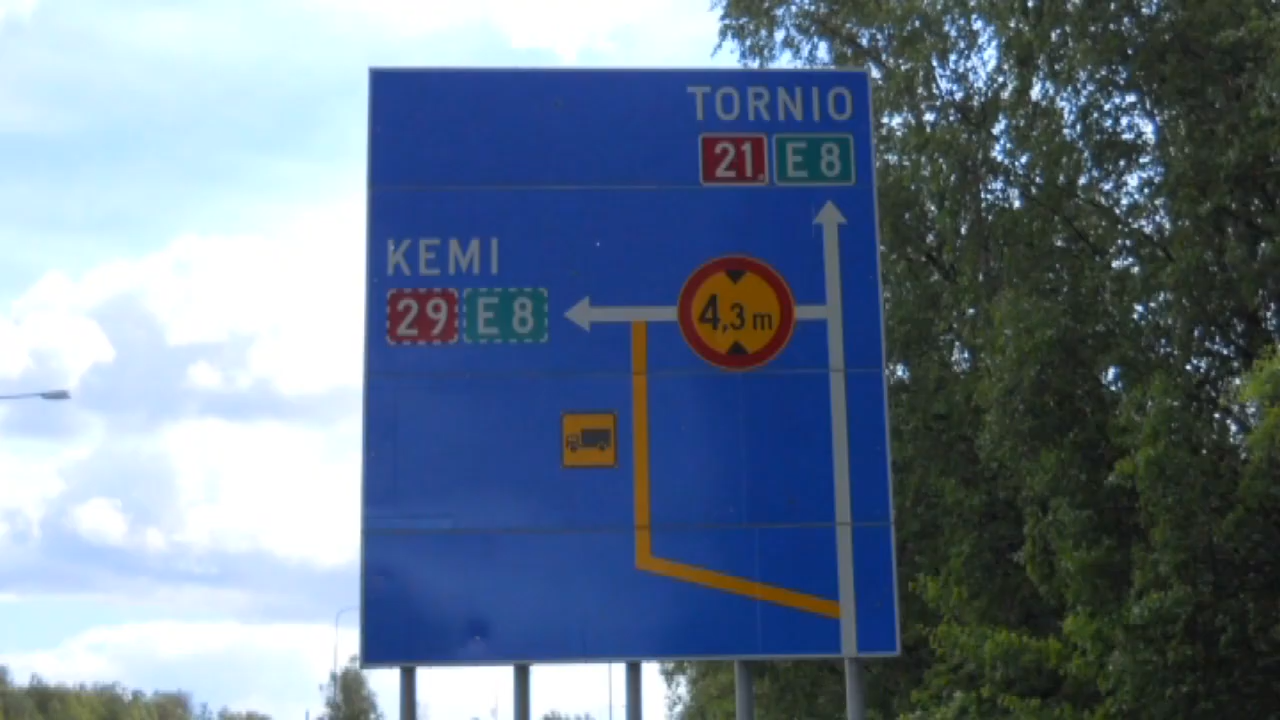 TORNIO
21 E 8
KEMI
29 E 8
4,3 m